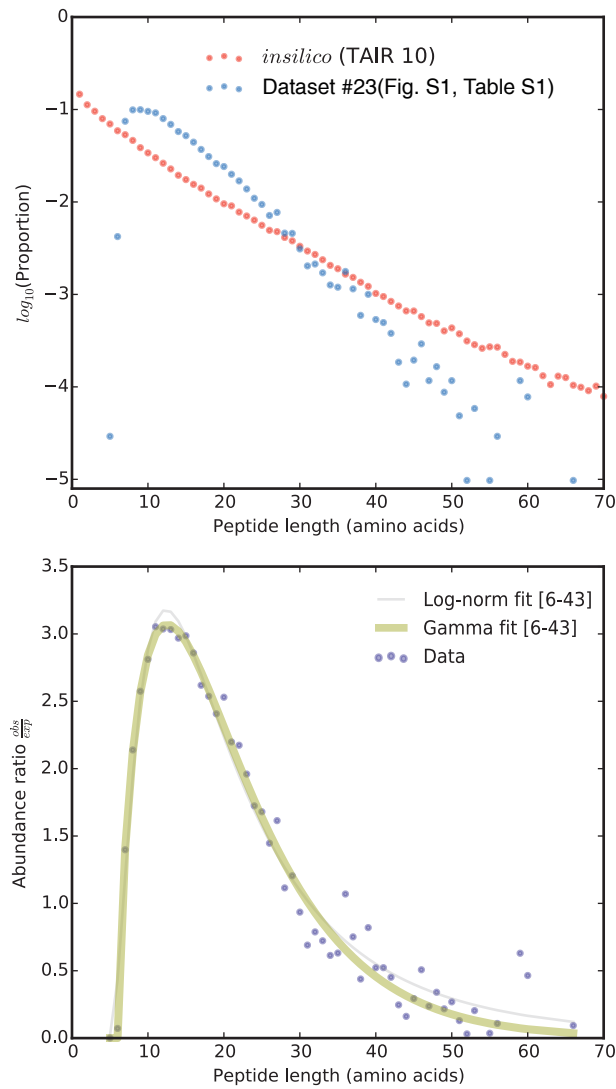 0
−1
−2
−3
−4
−5
log10(Proportion)
insilico (TAIR 10)
Dataset #23(Fig. S1, Table S1)
0 10 20 30 40 50 60 70
Peptide length (amino acids)
3.5
3.0
2.5
2.0
1.5
1.0
0.5
0.0
Abundance ratio obs/exp
Log-norm fit [6-43]
Gamma fit [6-43]
Data
0 10 20 30 40 50 60 70
Peptide length (amino acids)